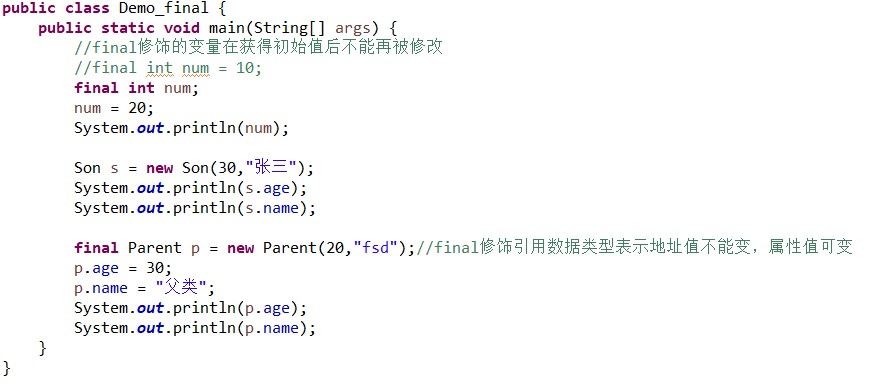 public class Demo_final {
    public static void main(String[] args) {
        //final修饰的变量在获得初始值后不能再被修改
        //final int num = 10;
        final int num;
        num = 20;
        System.out.println(num);

        Son s = new Son(30,"张三");
        System.out.println(s.age);
        System.out.println(s.name);

        final Parent p = new Parent(20,"fsd");//final修饰引用数据类型表示地址值不能变，属性值可变
        p.age = 30;
        p.name = "父类";
        System.out.println(p.age);
        System.out.println(p.name);
    }
}